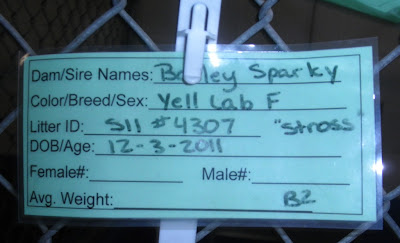 Dam/Sire Names: Bailey Sparky
Color/Breed/Sex: Yell Lab F
Litter ID: S11 #4307 "Stross
DOB/Age: 12-3-2011
Female#: Male#:
Avg. Weight: B2